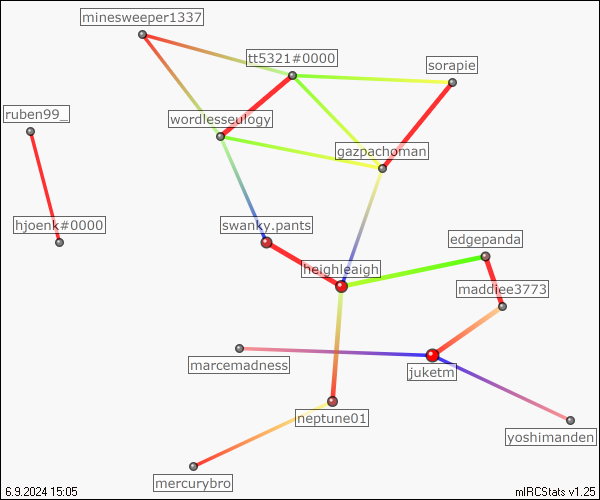 minesweeper1337
tt5321#0000
sorapie
ruben99_
wordlesseulogy
gazpachoman
hjoenk#0000
swanky.pants
edgepanda
heighleaigh
maddiee3773
marcemadness
juketm
neptune01
yoshimanden
mercurybro
6.9.2024 15:05
mIRCStats v1.25